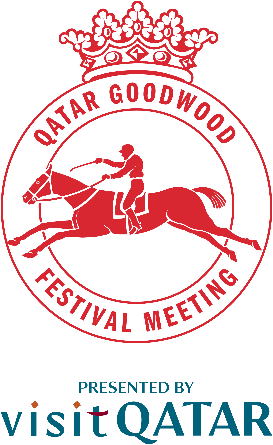 QATAR GOODWOOD
FESTIVAL MEETING
PRESENTED BY
visitQATAR